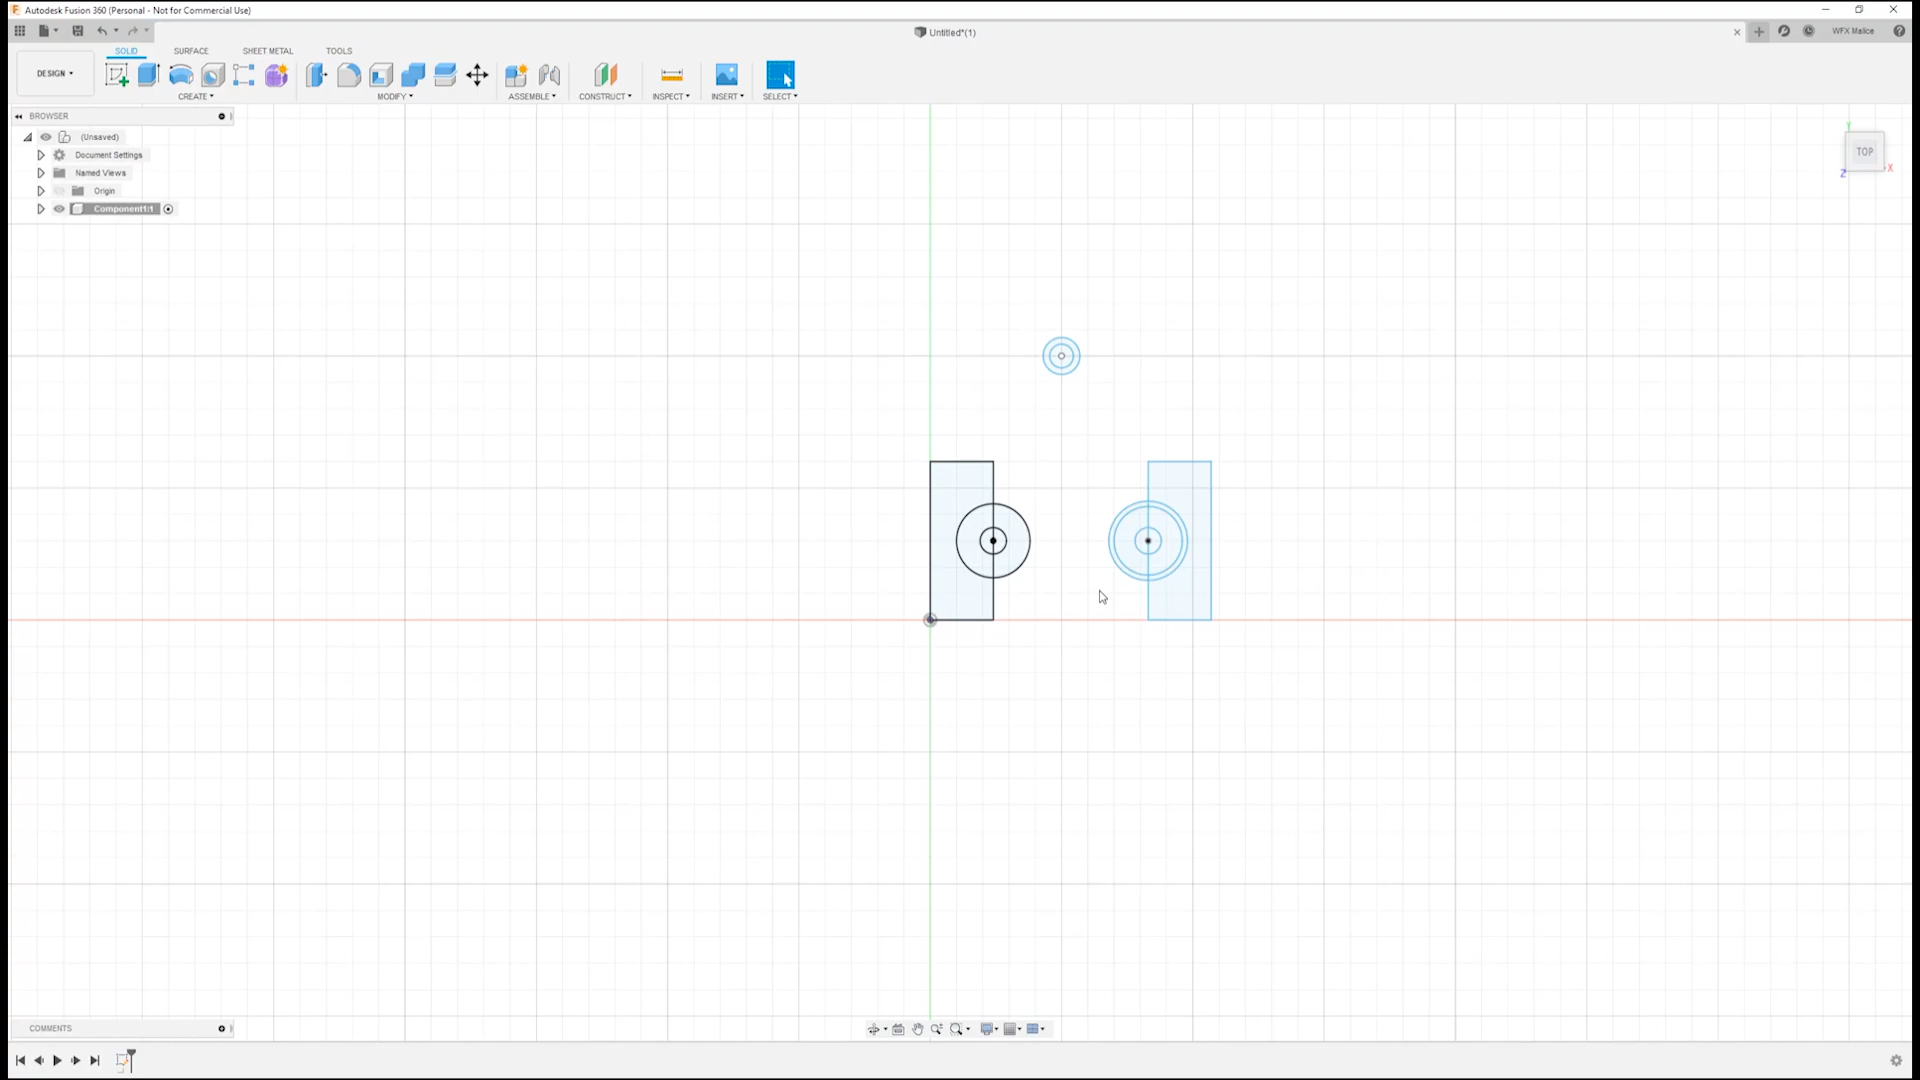 Autodesk Fusion 360 (Personal - Not for Commercial Use)
Untitled*(1)
WFX Malice
SOLID SURFACE SHEET METAL TOOLS
DESIGN
CREATE MODIFY ASSEMBLE CONSTRUCT INSPECT INSERT SELECT
BROWSER
(Unsaved)
Document Settings
Named Views
Origin
Component1:1
Y
TOP
X
Z
COMMENTS